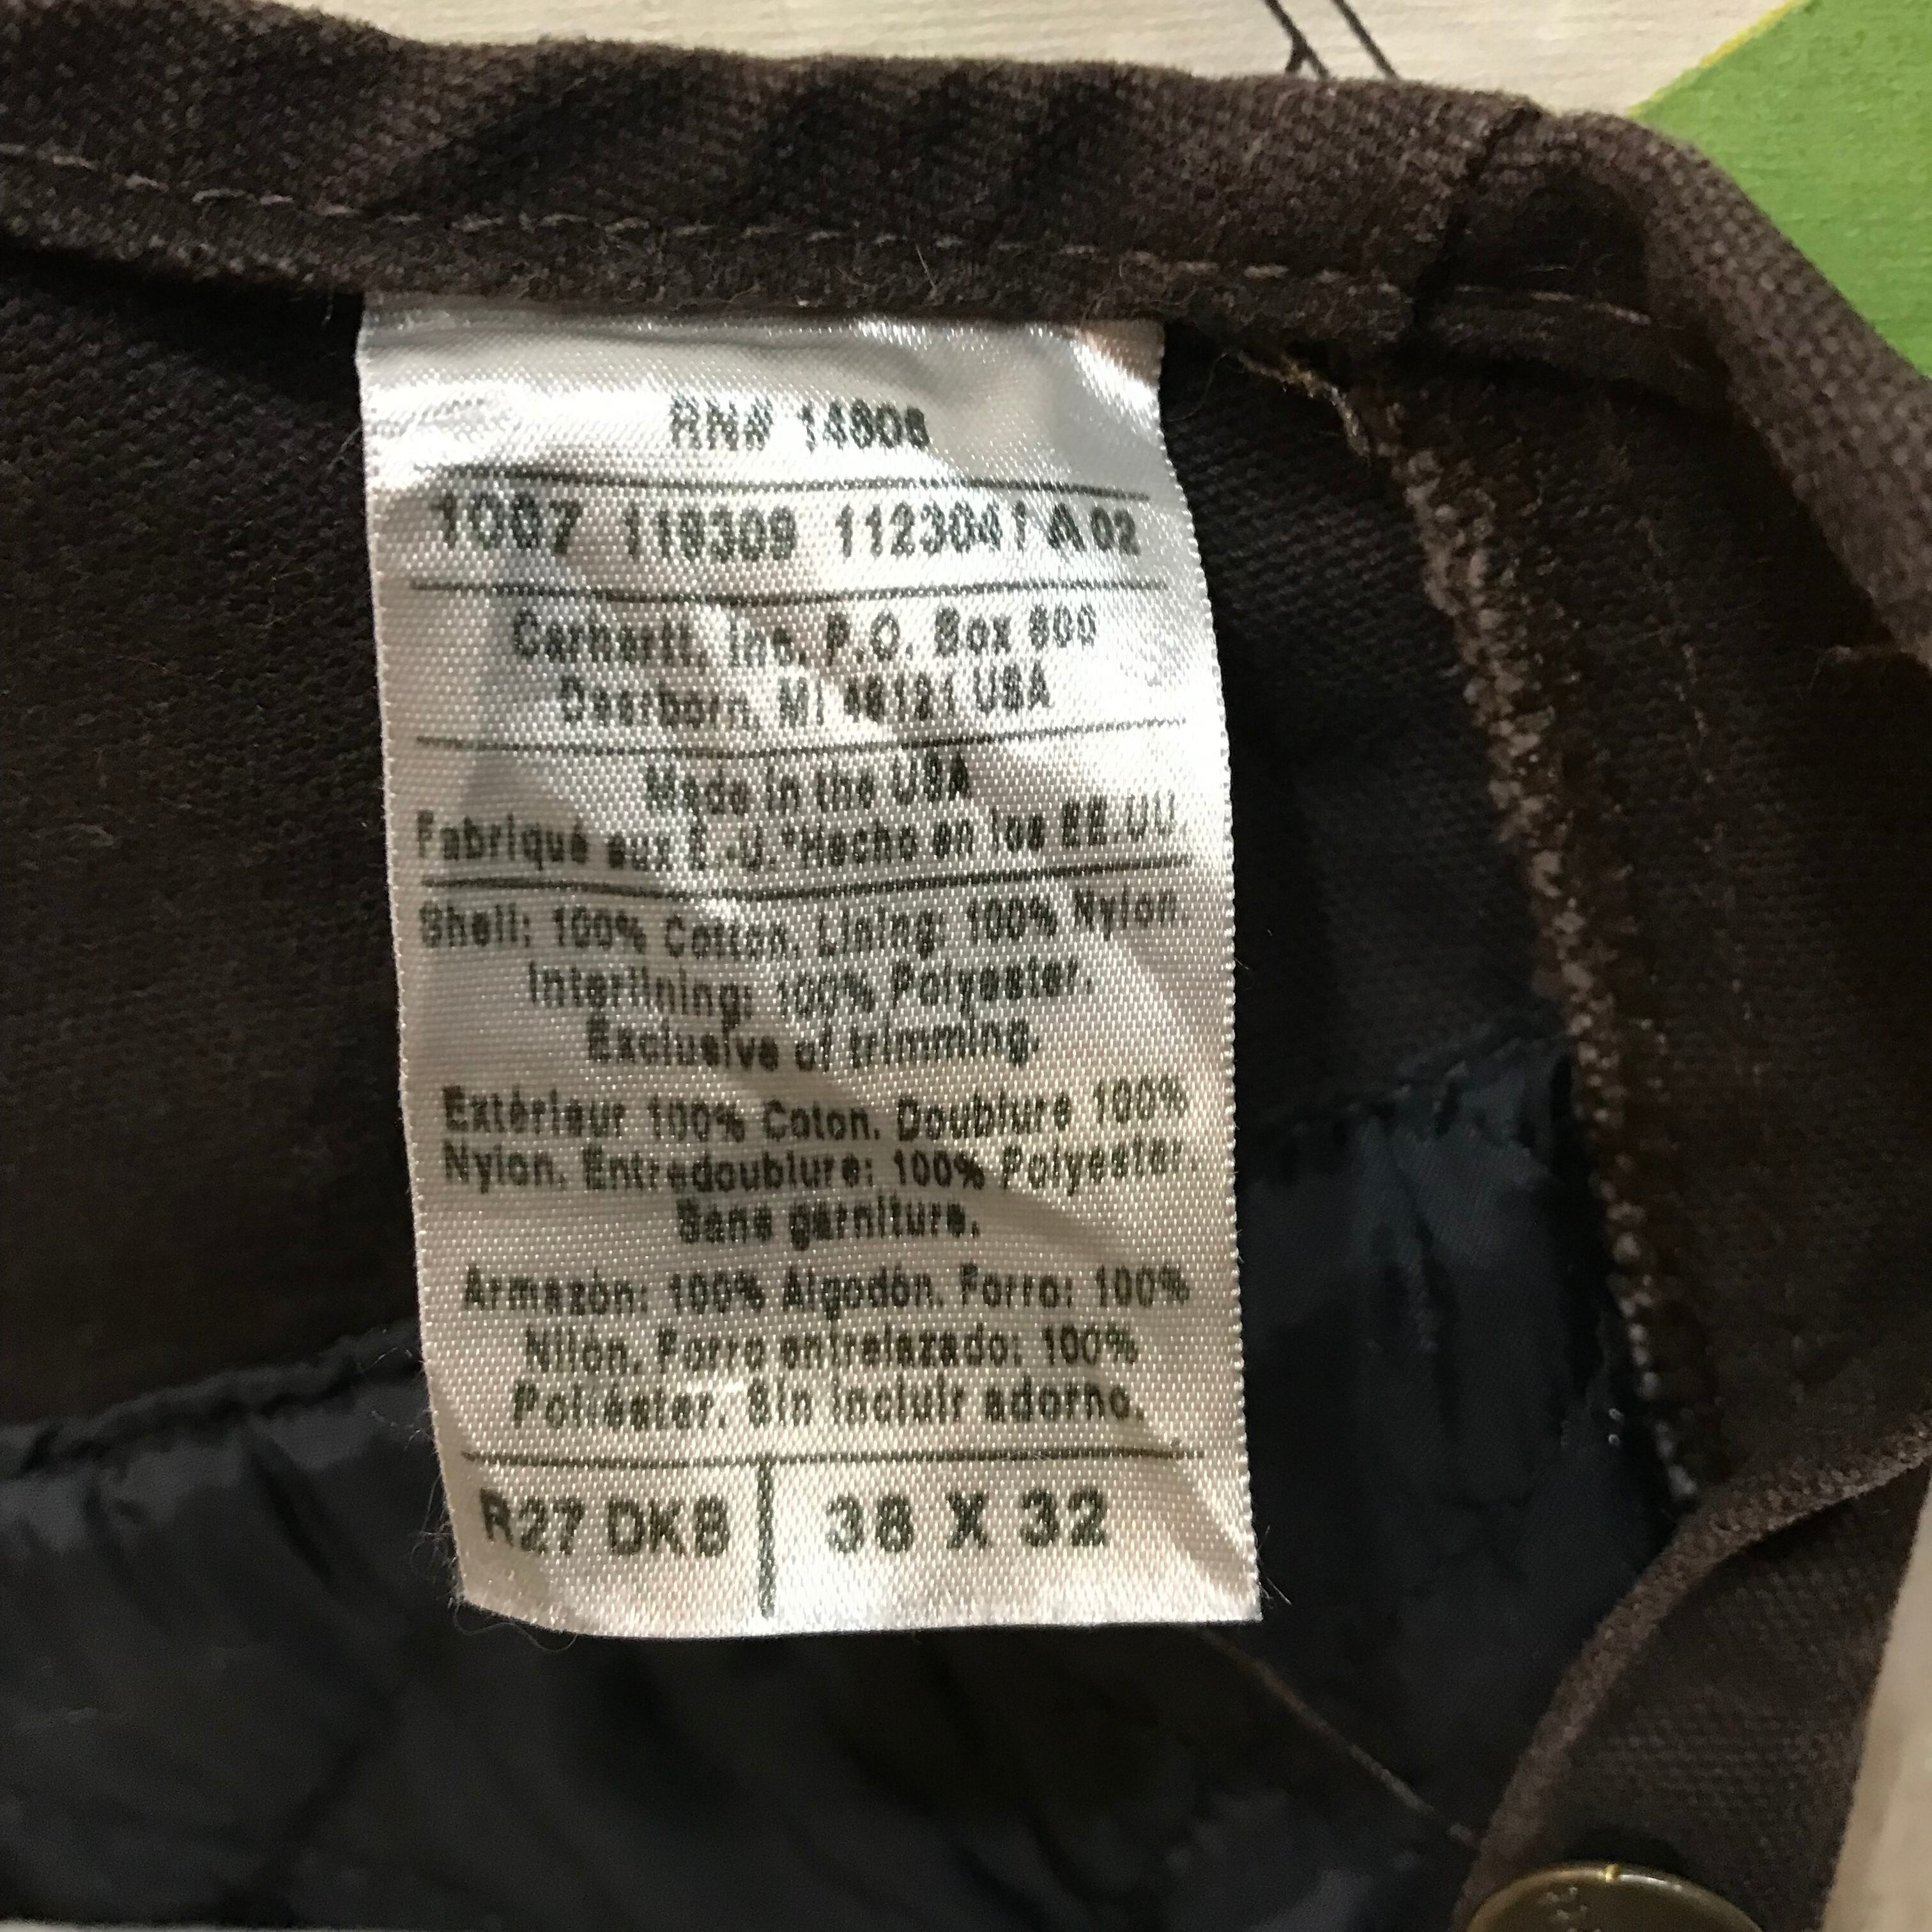 RN# 14806
1007 118309 1123041 A 02
Carhartt, Inc. P.O. Box 600
Dearborn, MI 48121 USA
Made in the USA
Fabriqué aux É.-U. *Hecho en los EE.UU.
Shell: 100% Cotton. Lining: 100% Nylon
Interlining: 100% Polyester.
Exclusive of trimming
Extérieur 100% Coton. Doublure 100%
Nylon. Entredoublure: 100% Polyester.
Sans garniture.
Armazón: 100% Algodón. Forro: 100%
Nilón. Forro entrelazado: 100%
Poliéster. Sin incluir adorno.
R27 DKB 38 X 32